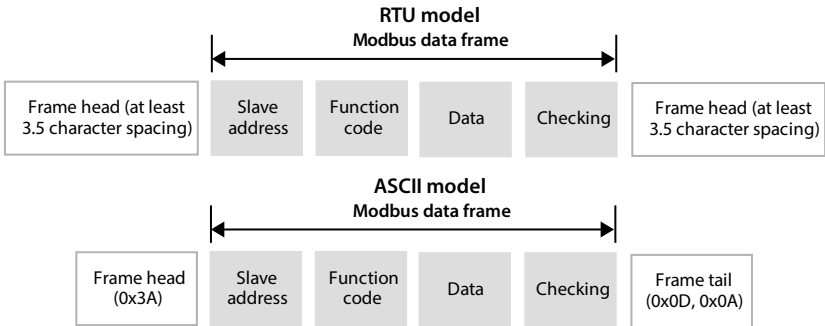 RTU model
Modbus data frame
Frame head (at least
3.5 character spacing)
Slave
address
Function
code
Data
Checking
Frame head (at least
3.5 character spacing)
ASCII model
Modbus data frame
Frame head
(0x3A)
Slave
address
Function
code
Data
Checking
Frame tail
(0x0D, 0x0A)